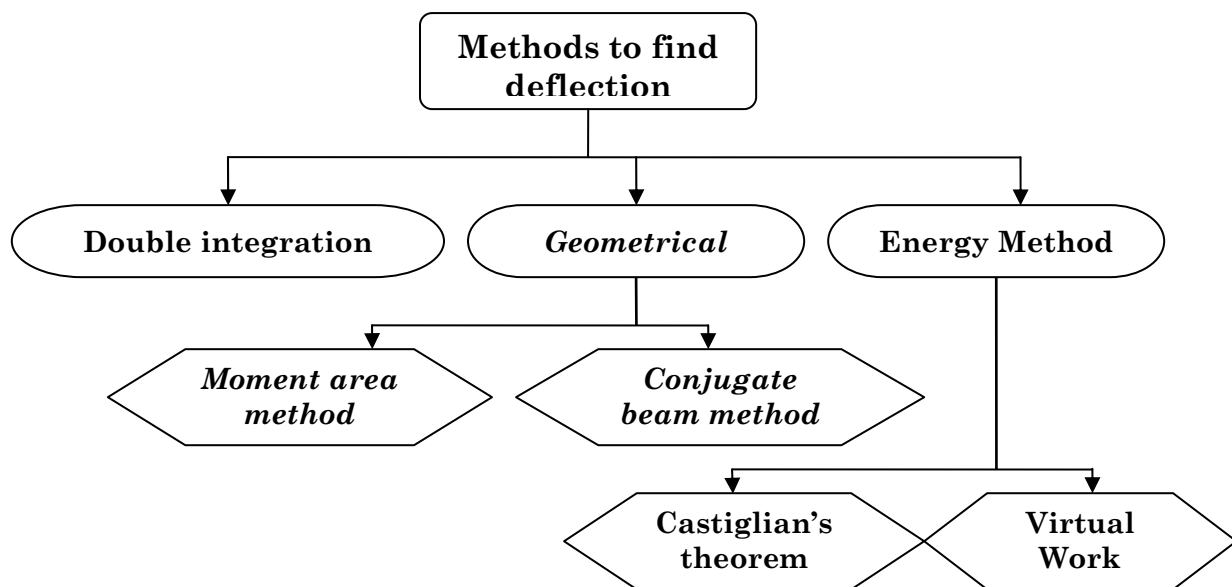 Methods to find
deflection
Double integration
Geometrical
Energy Method
Moment area
method
Conjugate
beam method
Castiglian’s
theorem
Virtual
Work